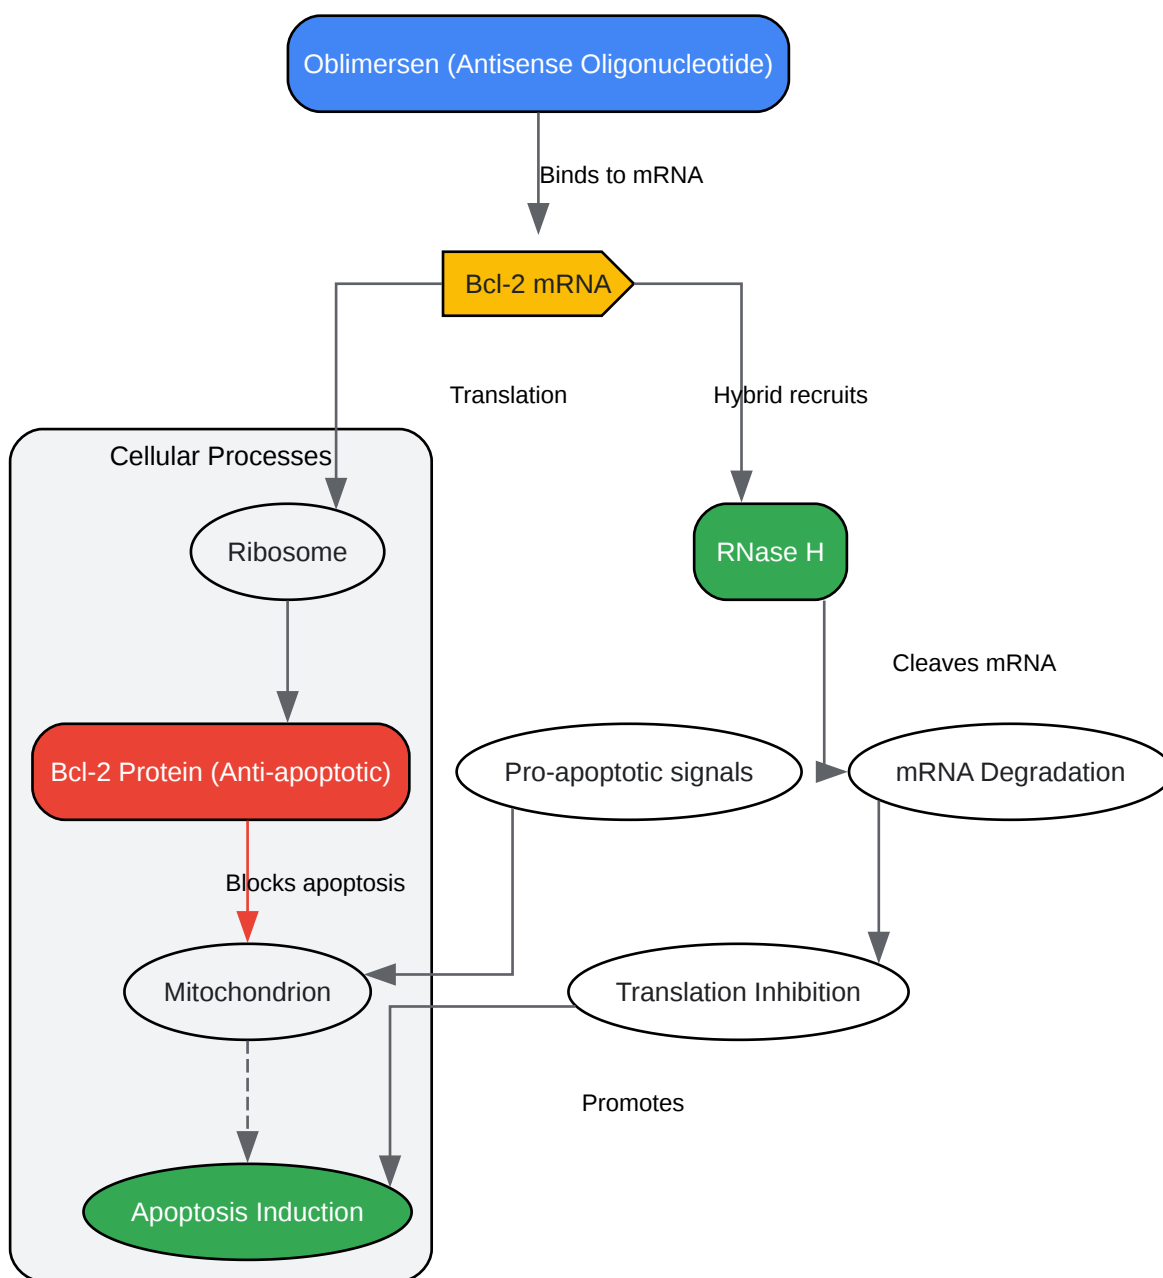 Oblimersen (Antisense Oligonucleotide)
Binds to mRNA
Bcl-2 mRNA
Translation
Hybrid recruits
Cellular Processes
Ribosome
RNase H
Cleaves mRNA
Bcl-2 Protein (Anti-apoptotic)
Pro-apoptotic signals
mRNA Degradation
Blocks apoptosis
Mitochondrion
Translation Inhibition
Promotes
Apoptosis Induction